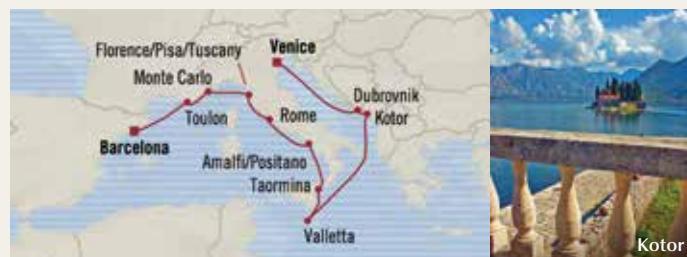 Florence/Pisa/Tuscany
Venice
Monte Carlo
Dubrovnik
Kotor
Toulon
Rome
Barcelona
Amalfi/Positano
Taormina
Valletta
Kotor